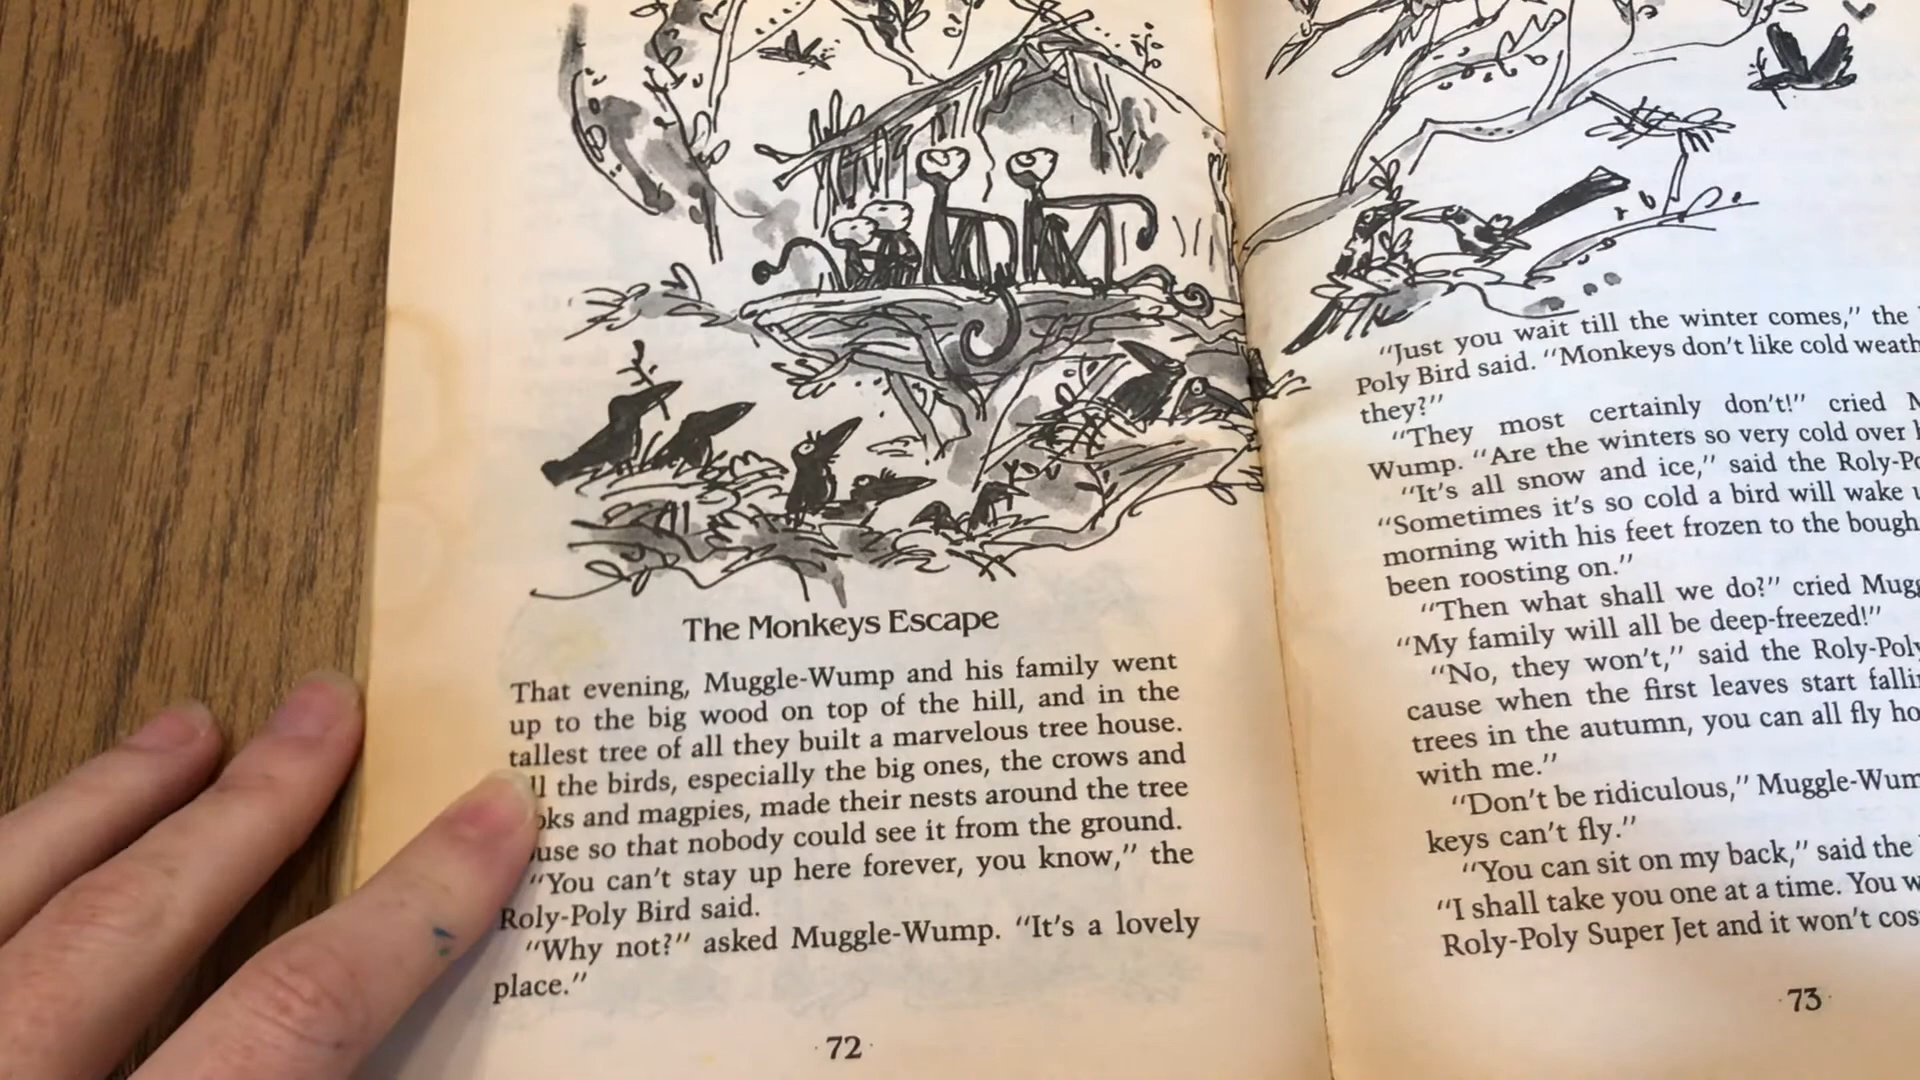 The Monkeys Escape
That evening, Muggle-Wump and his family went
up to the big wood on top of the hill, and in the
tallest tree of all they built a marvelous tree house.
the birds, especially the big ones, the crows and
and magpies, made their nests around the tree
so that nobody could see it from the ground.
“You can't stay up here forever, you know,” the
Roly-Poly Bird said.
“Why not?” asked Muggle-Wump. “It's a lovely
place.”
·72·
“Just you wait till the winter comes,” the
Poly Bird said. “Monkeys don't like cold
they?”
“They most certainly don't!” cried
Wump. “Are the winters so very cold over
“It's all snow and ice,” said the
“Sometimes it's so cold a bird will wake
morning with his feet frozen to the bough
been roosting on.”
“Then what shall we do?” cried
“My family will all be deep-freezed!”
“No, they won't,” said the
cause when the first leaves start
trees in the autumn, you can all fly
with me.”
“Don't be ridiculous,”
keys can't fly.”
“You can sit on my back,” said the
“I shall take you one at a time. You
Roly-Poly Super Jet and it won't
·73·